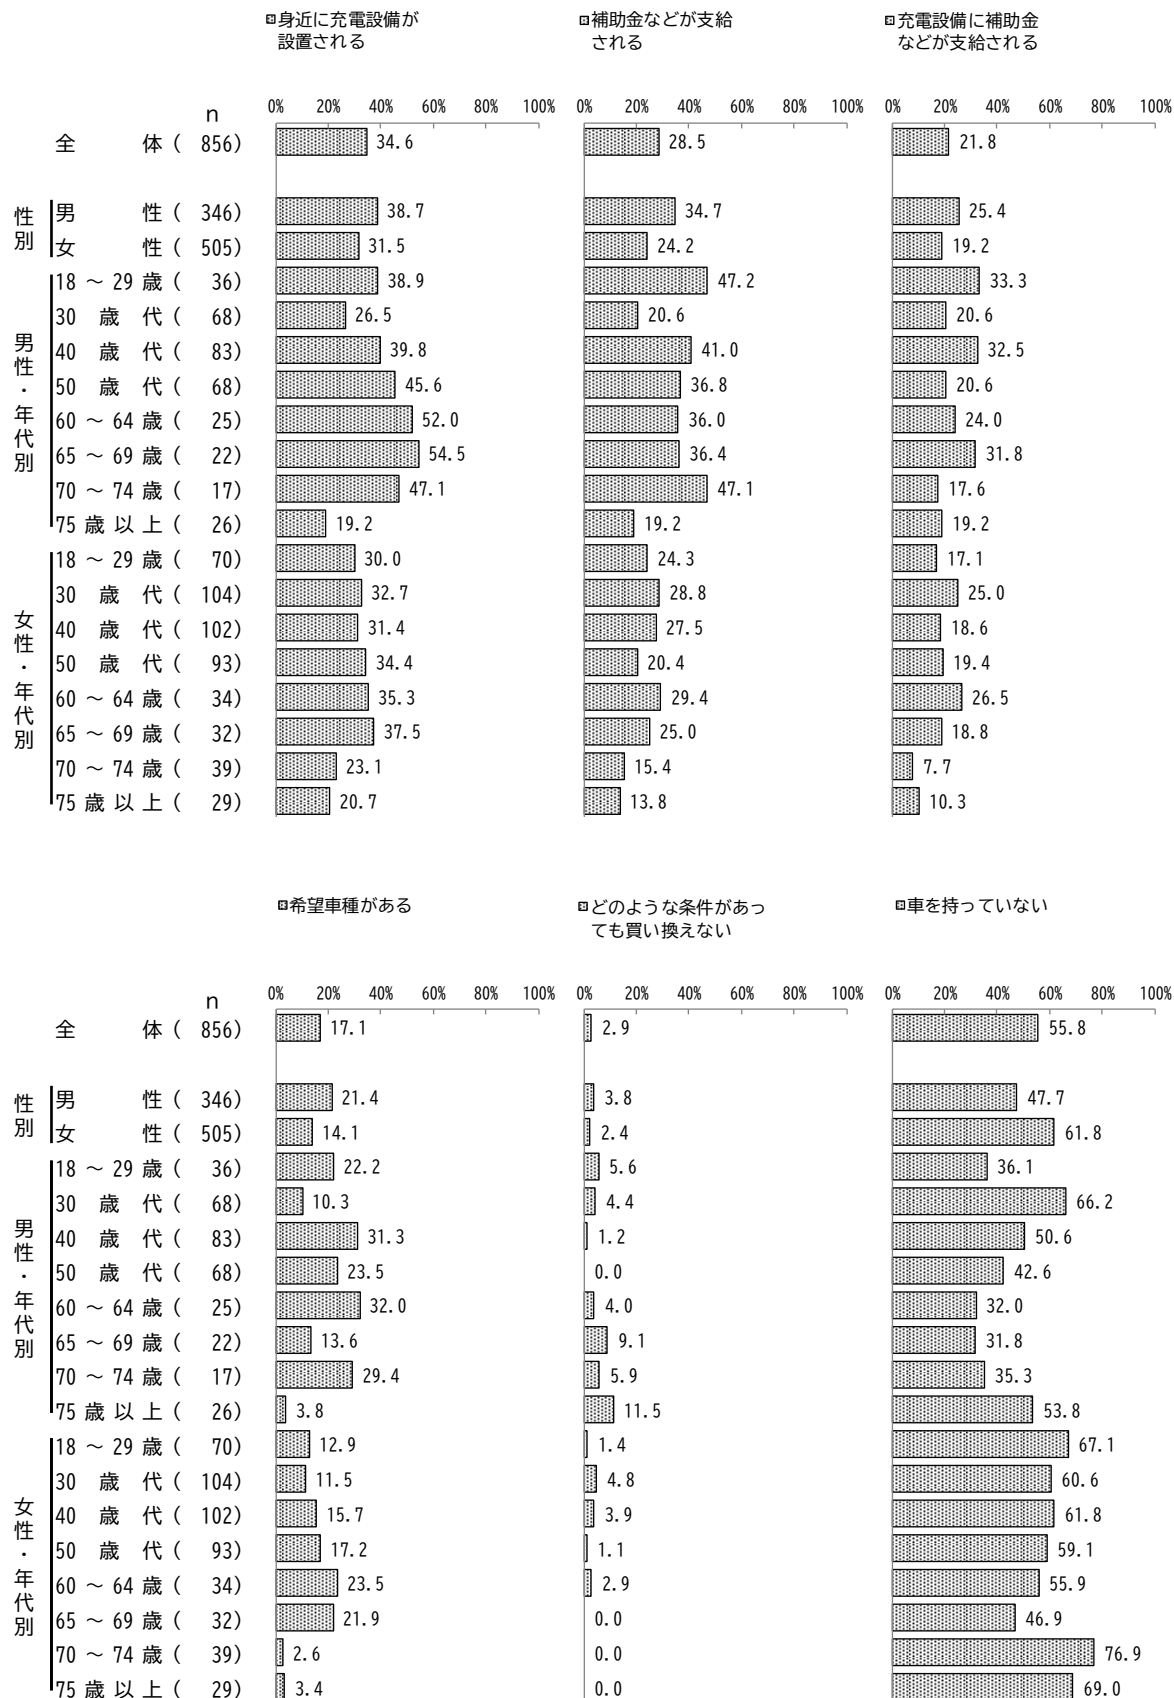 身近に充電設備が
設置される
補助金などが支給
される
充電設備に補助金
などが支給される
0% 20% 40% 60% 80% 100% 0% 20% 40% 60% 80% 100% 0% 20% 40% 60% 80% 100%
n
全体( 856) 34.6 28.5 21.8
性別
男性( 346) 38.7 34.7 25.4
女性( 505) 31.5 24.2 19.2
男性・年代別
18~29歳( 36) 38.9 47.2 33.3
30歳代( 68) 26.5 20.6 20.6
40歳代( 83) 39.8 41.0 32.5
50歳代( 68) 45.6 36.8 20.6
60~64歳( 25) 52.0 36.0 24.0
65~69歳( 22) 54.5 36.4 31.8
70~74歳( 17) 47.1 47.1 17.6
75歳以上( 26) 19.2 19.2 19.2
女性・年代別
18~29歳( 70) 30.0 24.3 17.1
30歳代( 104) 32.7 28.8 25.0
40歳代( 102) 31.4 27.5 18.6
50歳代( 93) 34.4 20.4 19.4
60~64歳( 34) 35.3 29.4 26.5
65~69歳( 32) 37.5 25.0 18.8
70~74歳( 39) 23.1 15.4 7.7
75歳以上( 29) 20.7 13.8 10.3
希望車種がある
どのような条件があっ
ても買い換えない
車を持っていない
0% 20% 40% 60% 80% 100% 0% 20% 40% 60% 80% 100% 0% 20% 40% 60% 80% 100%
n
全体( 856) 17.1 2.9 55.8
性別
男性( 346) 21.4 3.8 47.7
女性( 505) 14.1 2.4 61.8
男性・年代別
18~29歳( 36) 22.2 5.6 36.1
30歳代( 68) 10.3 4.4 66.2
40歳代( 83) 31.3 1.2 50.6
50歳代( 68) 23.5 0.0 42.6
60~64歳( 25) 32.0 4.0 32.0
65~69歳( 22) 13.6 9.1 31.8
70~74歳( 17) 29.4 5.9 35.3
75歳以上( 26) 3.8 11.5 53.8
女性・年代別
18~29歳( 70) 12.9 1.4 67.1
30歳代( 104) 11.5 4.8 60.6
40歳代( 102) 15.7 3.9 61.8
50歳代( 93) 17.2 1.1 59.1
60~64歳( 34) 23.5 2.9 55.9
65~69歳( 32) 21.9 0.0 46.9
70~74歳( 39) 2.6 0.0 76.9
75歳以上( 29) 3.4 0.0 69.0